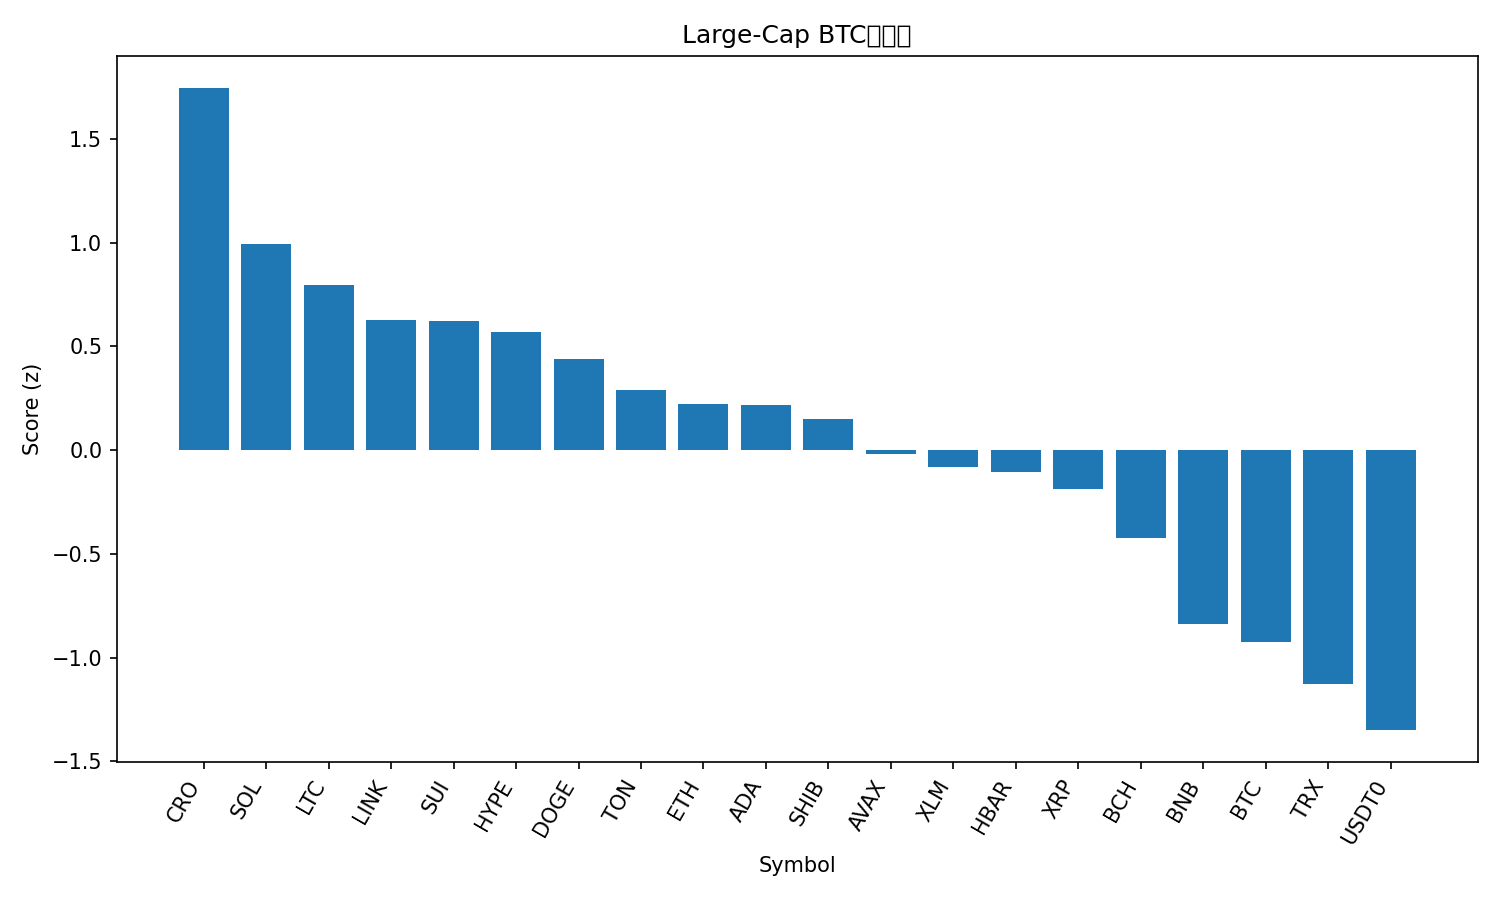 Large-Cap BTC
Score (z)
1.5
1.0
0.5
0.0
−0.5
−1.0
−1.5
CRO
SOL
LTC
LINK
SUI
HYPE
DOGE
TON
ETH
ADA
SHIB
AVAX
XLM
HBAR
XRP
BCH
BNB
BTC
TRX
USDT0
Symbol